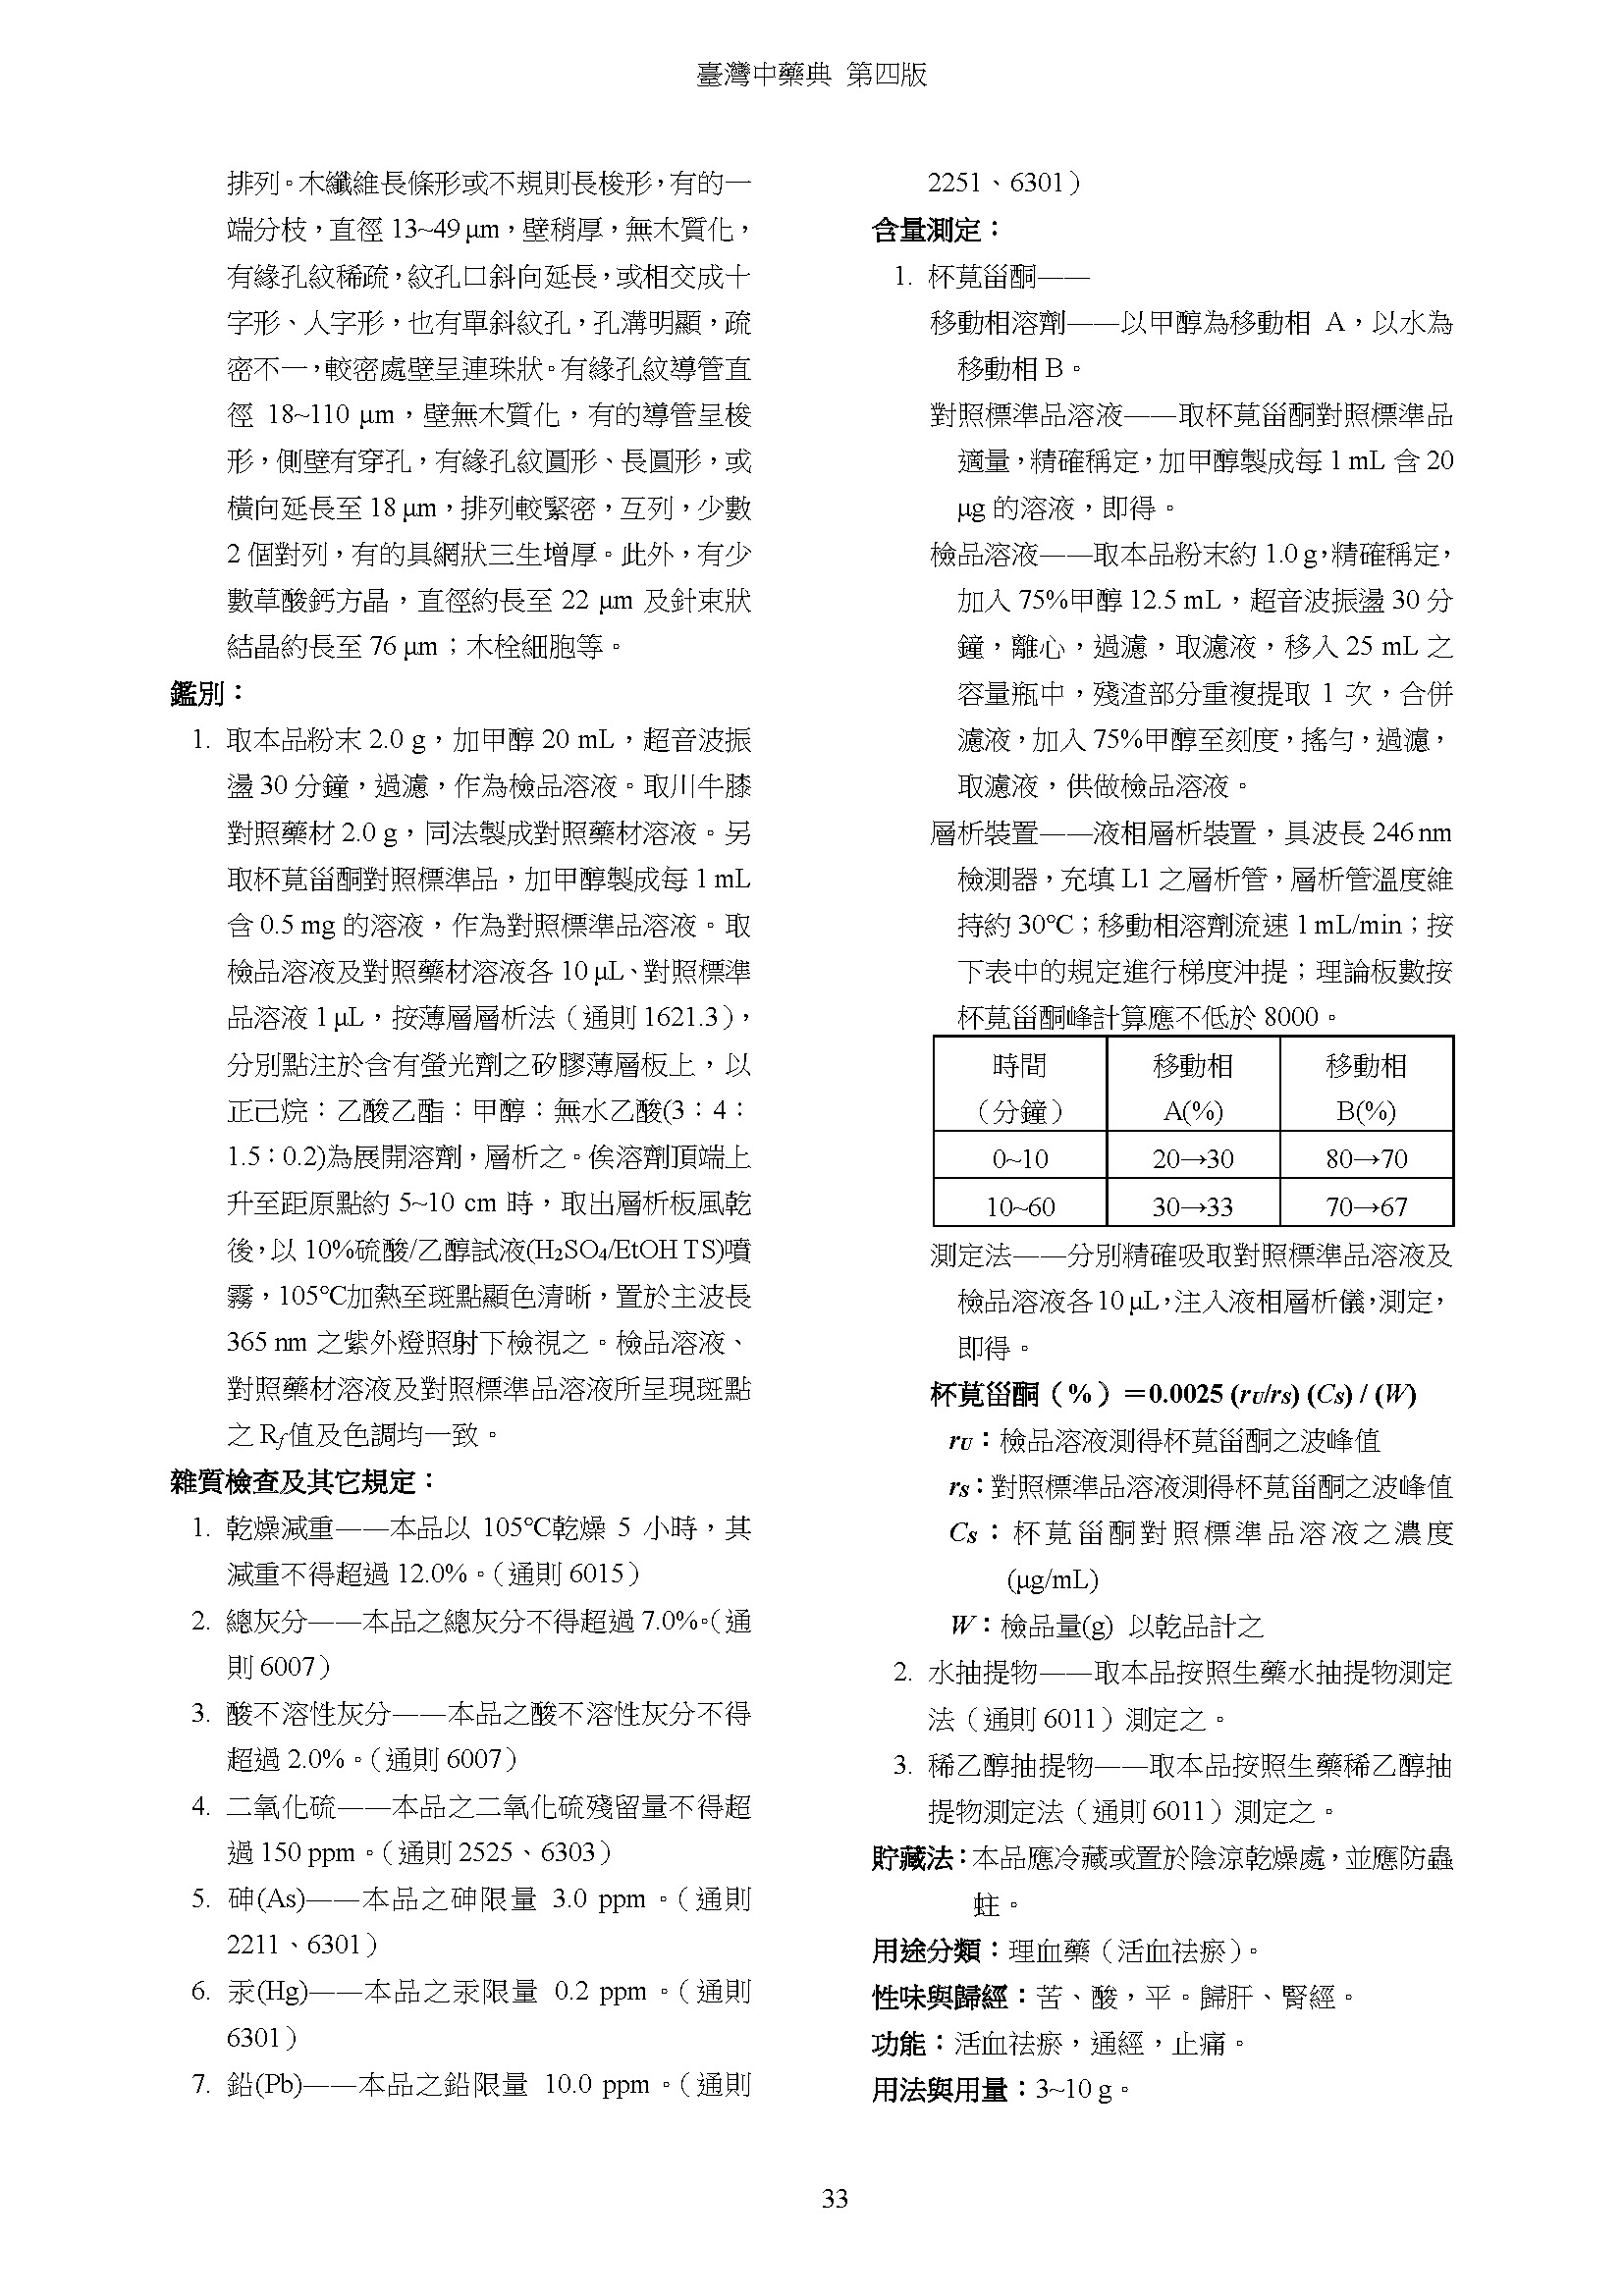 臺灣中藥典 第四版
排列。木纖維長條形或不規則長梭形，有的一
端分枝，直徑 13~49 μm，壁稍厚，無木質化，
有緣孔紋稀疏，紋孔口斜向延長，或相交成十
字形、人字形，也有單斜紋孔，孔溝明顯，疏
密不一，較密處壁呈連珠狀。有緣孔紋導管直
徑 18~110 μm，壁無木質化，有的導管呈梭
形，側壁有穿孔，有緣孔紋圓形、長圓形，或
橫向延長至 18 μm，排列較緊密，互列，少數
2 個對列，有的具網狀三生增厚。此外，有少
數草酸鈣方晶，直徑約長至 22 μm 及針束狀
結晶約長至 76 μm；木栓細胞等。
鑑別：
1. 取本品粉末 2.0 g，加甲醇 20 mL，超音波振
盪 30 分鐘，過濾，作為檢品溶液。取川牛膝
對照藥材 2.0 g，同法製成對照藥材溶液。另
取杯莧甾酮對照標準品，加甲醇製成每 1 mL
含 0.5 mg 的溶液，作為對照標準品溶液。取
檢品溶液及對照藥材溶液各 10 μL、對照標準
品溶液 1 μL，按薄層層析法（通則 1621.3），
分別點注於含有螢光劑之矽膠薄層板上，以
正己烷：乙酸乙酯：甲醇：無水乙酸(3：4：
1.5：0.2)為展開溶劑，層析之。俟溶劑頂端上
升至距原點約 5~10 cm 時，取出層析板風乾
後，以 10%硫酸/乙醇試液(H₂SO₄/EtOH TS)噴
霧，105℃加熱至斑點顯色清晰，置於主波長
365 nm 之紫外燈照射下檢視之。檢品溶液、
對照藥材溶液及對照標準品溶液所呈現斑點
之 Rf值及色調均一致。
雜質檢查及其它規定：
1. 乾燥減重——本品以 105℃乾燥 5 小時，其
減重不得超過 12.0%。（通則 6015）
2. 總灰分——本品之總灰分不得超過 7.0%。（通
則 6007）
3. 酸不溶性灰分——本品之酸不溶性灰分不得
超過 2.0%。（通則 6007）
4. 二氧化硫——本品之二氧化硫殘留量不得超
過 150 ppm。（通則 2525、6303）
5. 砷(As)——本品之砷限量 3.0 ppm。（通則
2211、6301）
6. 汞(Hg)——本品之汞限量 0.2 ppm。（通則
6301）
7. 鉛(Pb)——本品之鉛限量 10.0 ppm。（通則
2251、6301）
含量測定：
1. 杯莧甾酮——
移動相溶劑——以甲醇為移動相 A，以水為
移動相 B。
對照標準品溶液——取杯莧甾酮對照標準品
適量，精確稱定，加甲醇製成每 1 mL 含 20
μg 的溶液，即得。
檢品溶液——取本品粉末約 1.0 g，精確稱定，
加入 75%甲醇 12.5 mL，超音波振盪 30 分
鐘，離心，過濾，取濾液，移入 25 mL 之
容量瓶中，殘渣部分重複提取 1 次，合併
濾液，加入 75%甲醇至刻度，搖勻，過濾，
取濾液，供做檢品溶液。
層析裝置——液相層析裝置，具波長 246 nm
檢測器，充填 L1 之層析管，層析管溫度維
持約 30℃；移動相溶劑流速 1 mL/min；按
下表中的規定進行梯度沖提；理論板數按
杯莧甾酮峰計算應不低於 8000。
時間 移動相 移動相
（分鐘） A(%) B(%)
0~10 20→30 80→70
10~60 30→33 70→67
測定法——分別精確吸取對照標準品溶液及
檢品溶液各 10 μL，注入液相層析儀，測定，
即得。
杯莧甾酮（%）＝0.0025 (rU/rS) (CS) / (W)
rU：檢品溶液測得杯莧甾酮之波峰值
rS：對照標準品溶液測得杯莧甾酮之波峰值
CS：杯莧甾酮對照標準品溶液之濃度
(μg/mL)
W：檢品量(g) 以乾品計之
2. 水抽提物——取本品按照生藥水抽提物測定
法（通則 6011）測定之。
3. 稀乙醇抽提物——取本品按照生藥稀乙醇抽
提物測定法（通則 6011）測定之。
貯藏法：本品應冷藏或置於陰涼乾燥處，並應防蟲
蛀。
用途分類：理血藥（活血祛瘀）。
性味與歸經：苦、酸，平。歸肝、腎經。
功能：活血祛瘀，通經，止痛。
用法與用量：3~10 g。
33